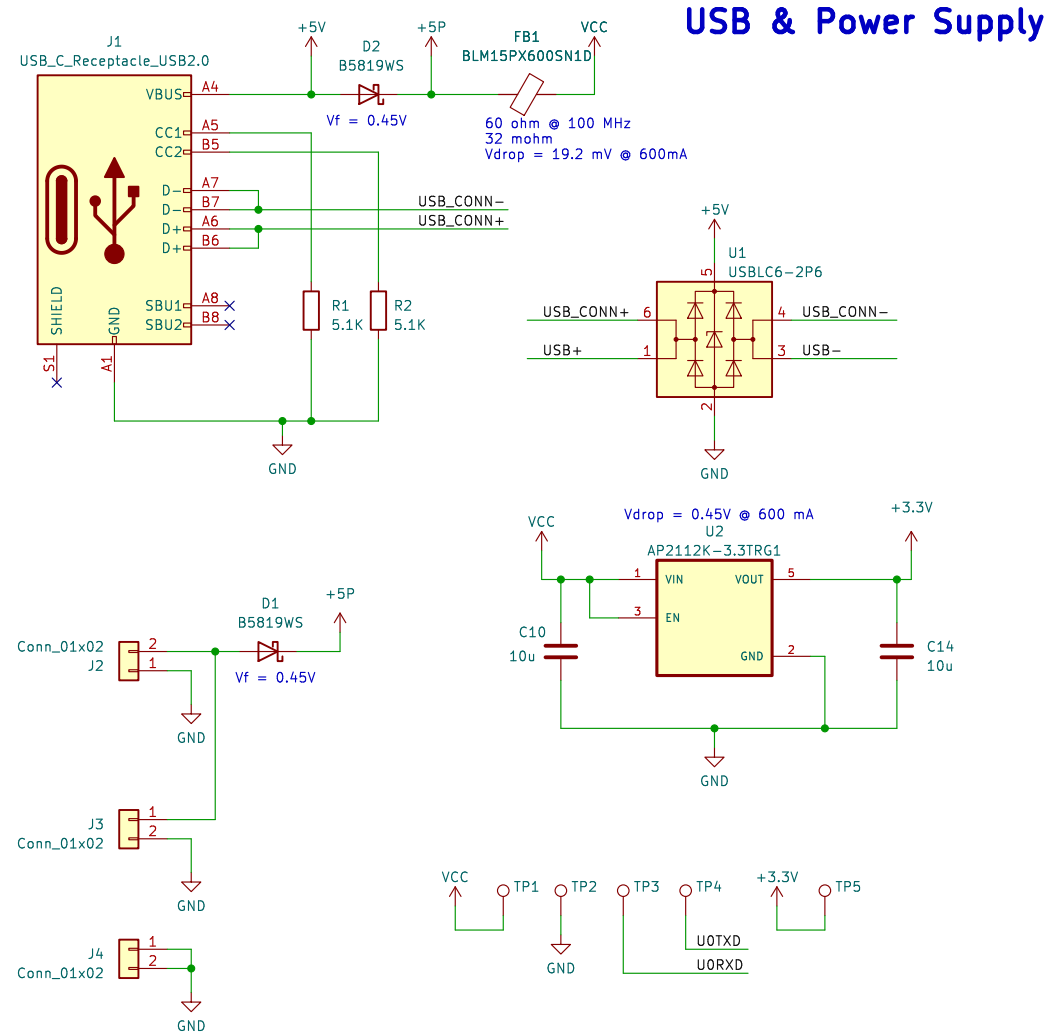 USB & Power Supply
J1
USB_C_Receptacle_USB2.0
VBUS A4
CC1 A5
CC2 B5
D- A7
D- B7
D+ A6
D+ B6
SBU1 A8
SBU2 B8
SHIELD
GND
S1
A1
+5V
D2
B5819WS
Vf = 0.45V
+5P
FB1
BLM15PX600SN1D
VCC
60 ohm @ 100 MHz
32 mohm
Vdrop = 19.2 mV @ 600mA
USB_CONN-
USB_CONN+
R1
5.1K
R2
5.1K
GND
+5V
U1
USBLC6-2P6
5
USB_CONN+ 6
4 USB_CONN-
USB+ 1
3 USB-
2
GND
Vdrop = 0.45V @ 600 mA
U2
AP2112K-3.3TRG1
VCC
+3.3V
1 VIN
VOUT 5
3 EN
GND 2
C10
10u
C14
10u
GND
D1
B5819WS
Vf = 0.45V
+5P
Conn_01x02
J2
2
1
GND
J3
Conn_01x02
1
2
GND
J4
Conn_01x02
1
2
GND
VCC
TP1
TP2
GND
TP3
TP4
U0TXD
U0RXD
+3.3V
TP5